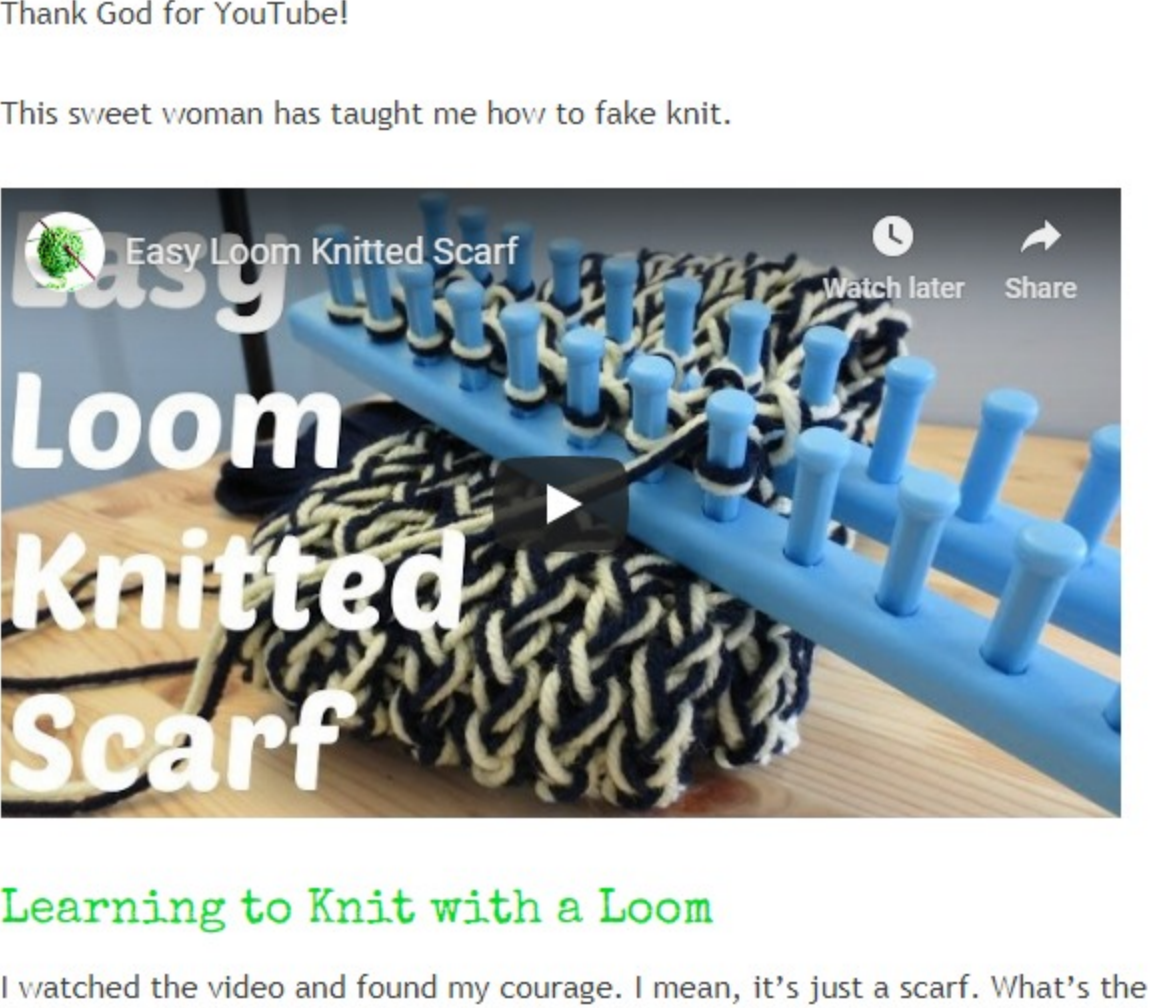 Thank God for YouTube!
This sweet woman has taught me how to fake knit.
Easy Loom Knitted Scarf
Watch later
Share
Easy
Loom
Knitted
Scarf
Learning to Knit with a Loom
I watched the video and found my courage. I mean, it’s just a scarf. What’s the